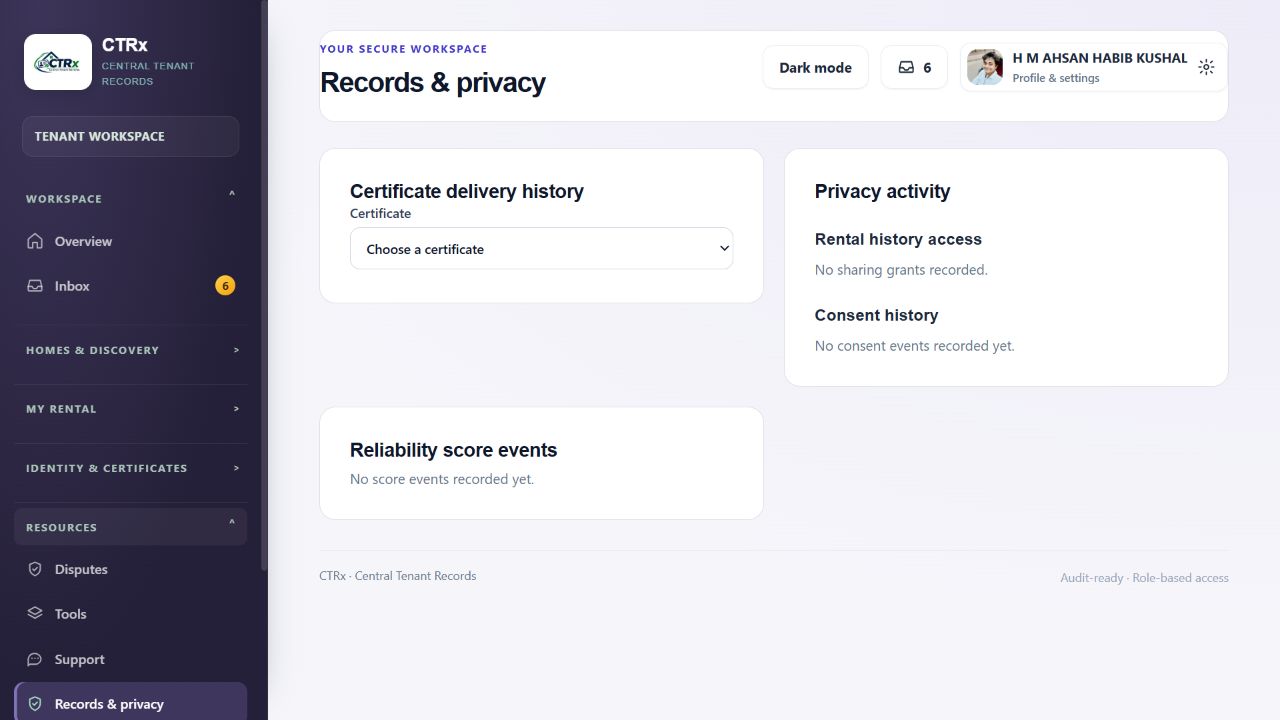 CTRx
CENTRAL TENANT
RECORDS
TENANT WORKSPACE
WORKSPACE
Overview
Inbox
6
HOMES & DISCOVERY
MY RENTAL
IDENTITY & CERTIFICATES
RESOURCES
Disputes
Tools
Support
Records & privacy
YOUR SECURE WORKSPACE
Records & privacy
Dark mode
6
H M AHSAN HABIB KUSHAL
Profile & settings
Certificate delivery history
Certificate
Choose a certificate
Privacy activity
Rental history access
No sharing grants recorded.
Consent history
No consent events recorded yet.
Reliability score events
No score events recorded yet.
CTRx · Central Tenant Records
Audit-ready · Role-based access